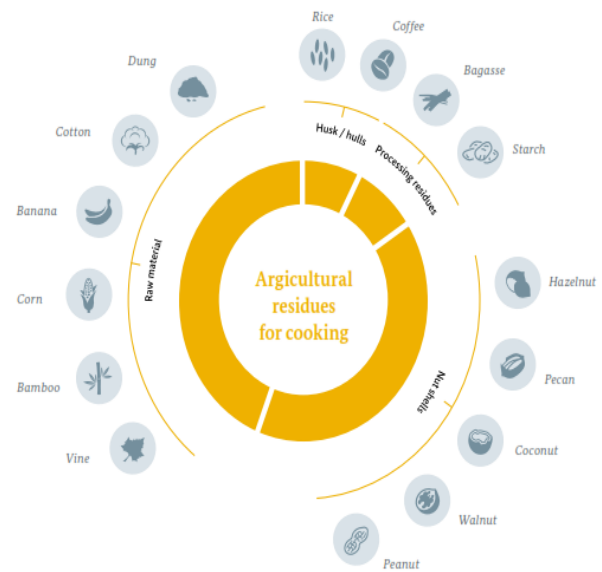 Rice
Coffee
Bagasse
Starch
Dung
Cotton
Banana
Corn
Bamboo
Vine
Husk / hulls
Processing residues
Raw material
Nut shells
Argicultural
residues
for cooking
Hazelnut
Pecan
Coconut
Walnut
Peanut